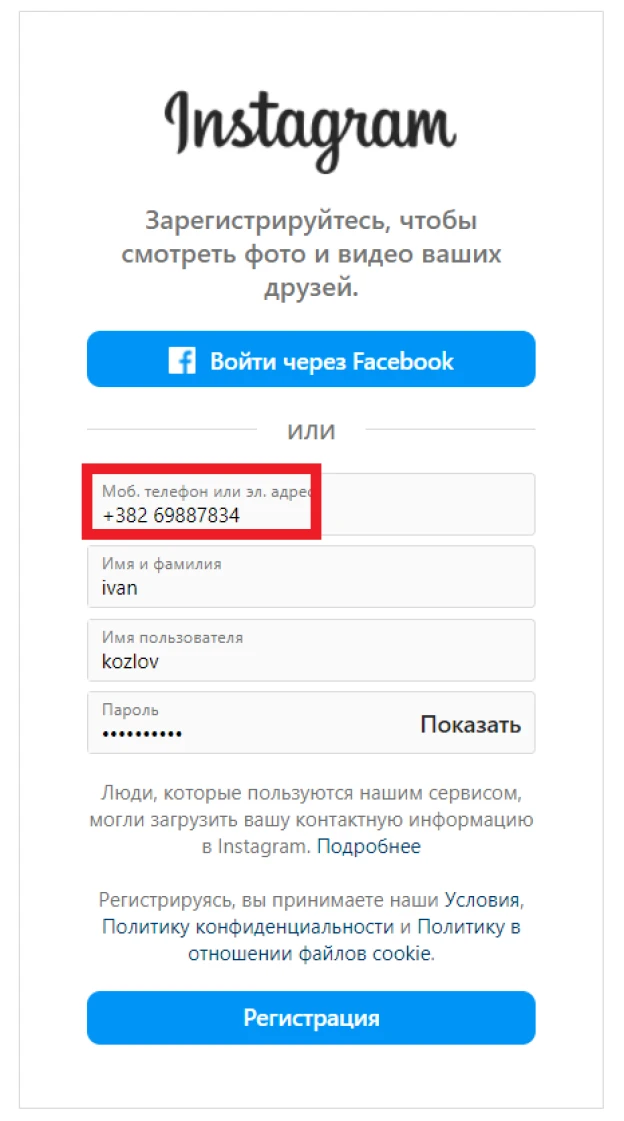 Instagram
Зарегистрируйтесь, чтобы
смотреть фото и видео ваших
друзей.
Войти через Facebook
ИЛИ
Моб. телефон или эл. адрес
+382 69887834
Имя и фамилия
ivan
Имя пользователя
kozlov
Пароль
••••••••••
Показать
Люди, которые пользуются нашим сервисом,
могли загрузить вашу контактную информацию
в Instagram. Подробнее
Регистрируясь, вы принимаете наши Условия,
Политику конфиденциальности и Политику в
отношении файлов cookie.
Регистрация